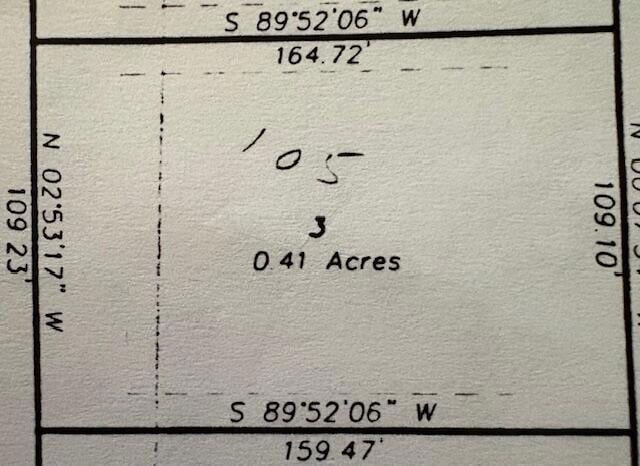 S 89°52'06" W
164.72'
N 02°53'17" W
109.23'
105
3
0.41 Acres
109.10'
S 89°52'06" W
159.47'